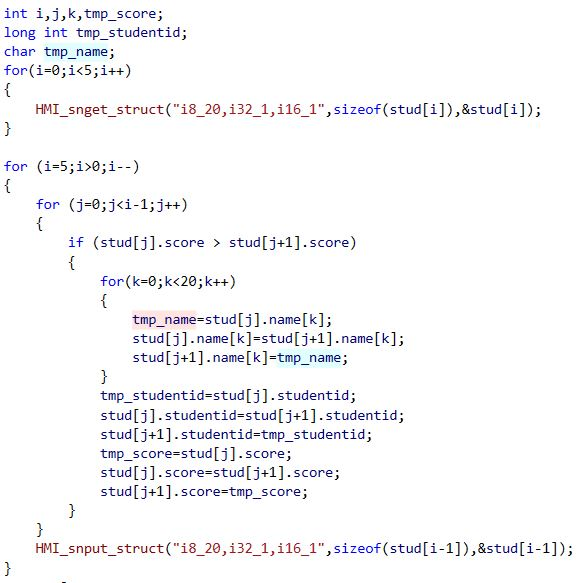 int i,j,k,tmp_score;
long int tmp_studentid;
char tmp_name;
for(i=0;i<5;i++)
{
    HMI_snget_struct("i8_20,i32_1,i16_1",sizeof(stud[i]),&stud[i]);
}

for (i=5;i>0;i--)
{
    for (j=0;j<i-1;j++)
    {
        if (stud[j].score > stud[j+1].score)
        {
            for(k=0;k<20;k++)
            {
                tmp_name=stud[j].name[k];
                stud[j].name[k]=stud[j+1].name[k];
                stud[j+1].name[k]=tmp_name;
            }
            tmp_studentid=stud[j].studentid;
            stud[j].studentid=stud[j+1].studentid;
            stud[j+1].studentid=tmp_studentid;
            tmp_score=stud[j].score;
            stud[j].score=stud[j+1].score;
            stud[j+1].score=tmp_score;
        }
    }
    HMI_snput_struct("i8_20,i32_1,i16_1",sizeof(stud[i-1]),&stud[i-1]);
}